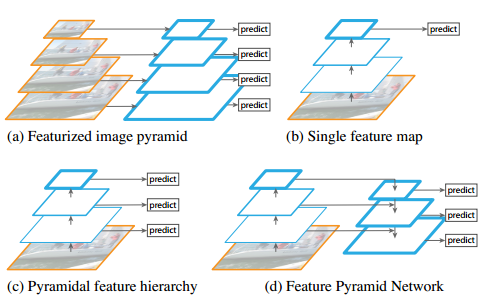 predict
predict
predict
predict
predict
(a) Featurized image pyramid
(b) Single feature map
predict
predict
predict
predict
predict
predict
(c) Pyramidal feature hierarchy
(d) Feature Pyramid Network